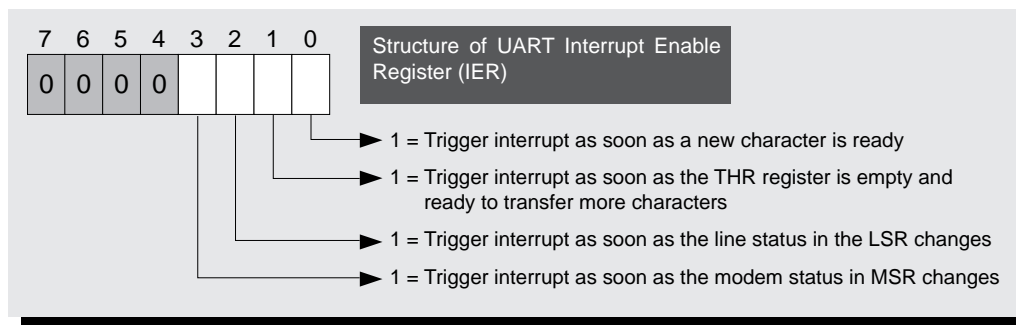 7 6 5 4 3 2 1 0
0 0 0 0
Structure of UART Interrupt Enable
Register (IER)
1 = Trigger interrupt as soon as a new character is ready
1 = Trigger interrupt as soon as the THR register is empty and
ready to transfer more characters
1 = Trigger interrupt as soon as the line status in the LSR changes
1 = Trigger interrupt as soon as the modem status in MSR changes